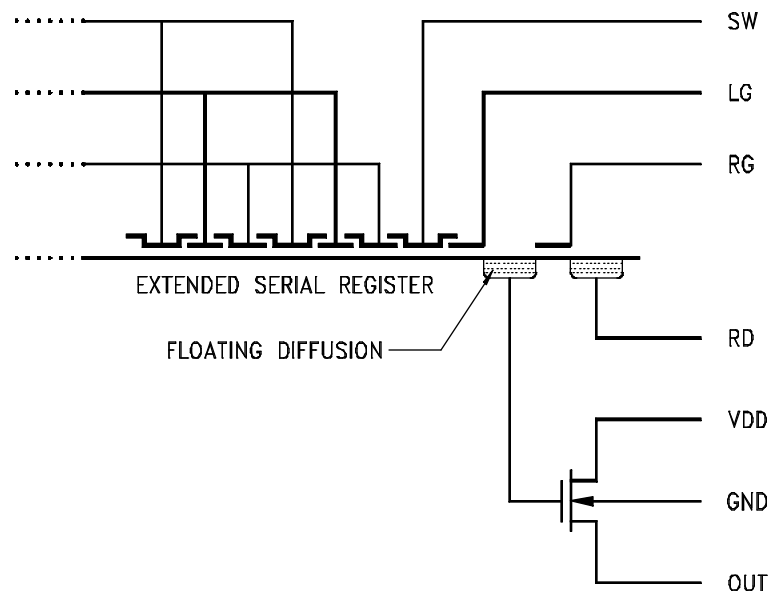 SW
LG
RG
EXTENDED SERIAL REGISTER
FLOATING DIFFUSION
RD
VDD
GND
OUT